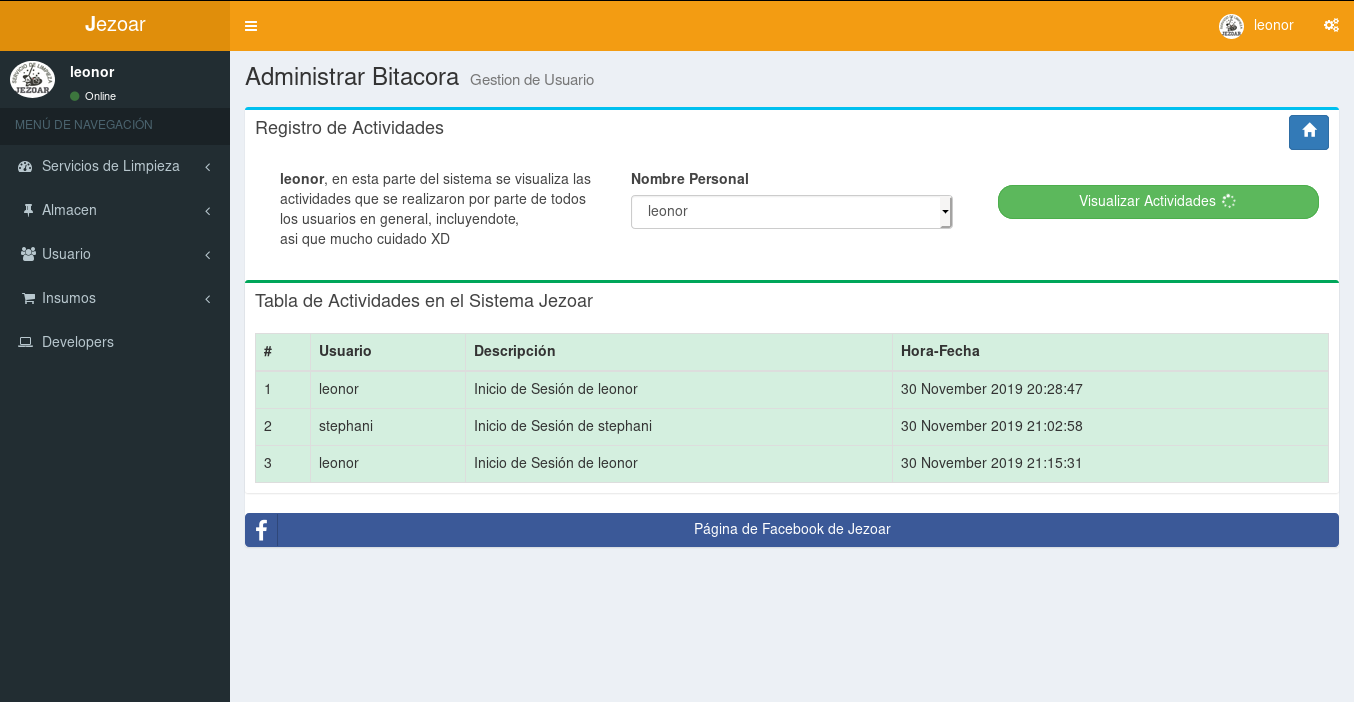 Jezoar
leonor
leonor
Online
MENÚ DE NAVEGACIÓN
Servicios de Limpieza
Almacen
Usuario
Insumos
Developers
Administrar Bitacora Gestion de Usuario
Registro de Actividades
leonor, en esta parte del sistema se visualiza las
actividades que se realizaron por parte de todos
los usuarios en general, incluyendote,
asi que mucho cuidado XD
Nombre Personal
leonor
Visualizar Actividades
Tabla de Actividades en el Sistema Jezoar
# Usuario Descripción Hora-Fecha
1 leonor Inicio de Sesión de leonor 30 November 2019 20:28:47
2 stephani Inicio de Sesión de stephani 30 November 2019 21:02:58
3 leonor Inicio de Sesión de leonor 30 November 2019 21:15:31
Página de Facebook de Jezoar